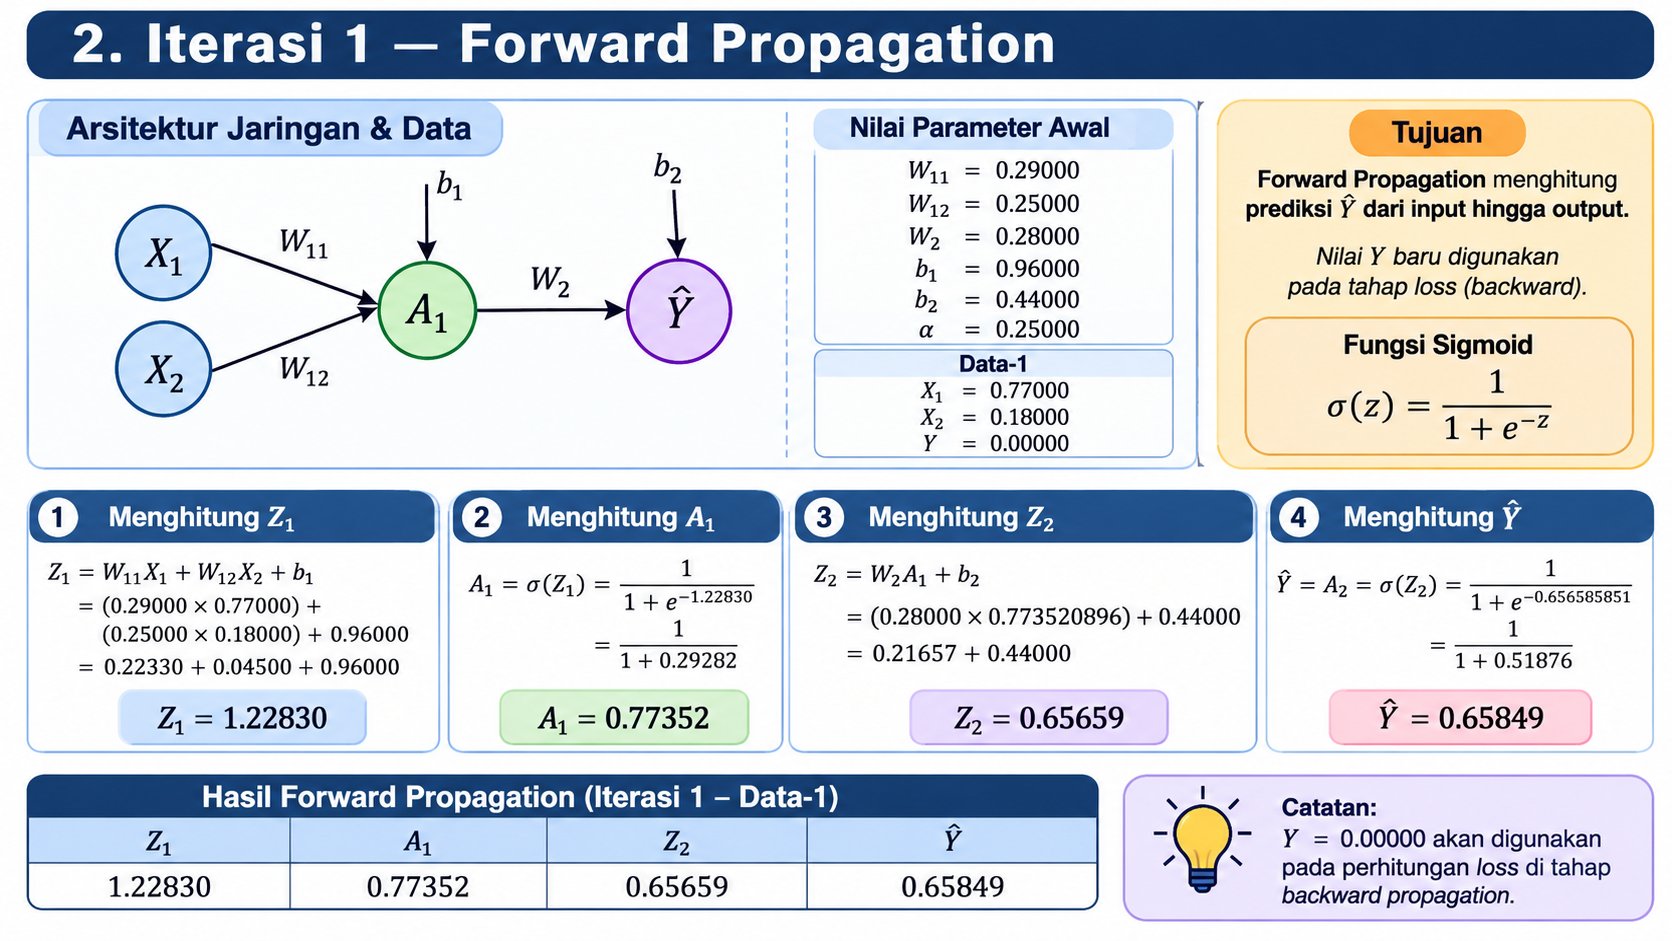 2. Iterasi 1 — Forward Propagation
Arsitektur Jaringan & Data
X₁
X₂
W₁₁
W₁₂
b₁
A₁
W₂
b₂
Ŷ
Nilai Parameter Awal
W₁₁ = 0.29000
W₁₂ = 0.25000
W₂ = 0.28000
b₁ = 0.96000
b₂ = 0.44000
α = 0.25000
Data-1
X₁ = 0.77000
X₂ = 0.18000
Y = 0.00000
Tujuan
Forward Propagation menghitung
prediksi Ŷ dari input hingga output.
Nilai Y baru digunakan
pada tahap loss (backward).
Fungsi Sigmoid
σ(z) = 1 / (1 + e⁻ᶻ)
1 Menghitung Z₁
Z₁ = W₁₁X₁ + W₁₂X₂ + b₁
= (0.29000 × 0.77000) +
(0.25000 × 0.18000) + 0.96000
= 0.22330 + 0.04500 + 0.96000
Z₁ = 1.22830
2 Menghitung A₁
A₁ = σ(Z₁) = 1 / (1 + e^−1.22830)
= 1 / (1 + 0.29282)
A₁ = 0.77352
3 Menghitung Z₂
Z₂ = W₂A₁ + b₂
= (0.28000 × 0.773520896) + 0.44000
= 0.21657 + 0.44000
Z₂ = 0.65659
4 Menghitung Ŷ
Ŷ = A₂ = σ(Z₂) = 1 / (1 + e^−0.656585851)
= 1 / (1 + 0.51876)
Ŷ = 0.65849
Hasil Forward Propagation (Iterasi 1 – Data-1)
Z₁ A₁ Z₂ Ŷ
1.22830 0.77352 0.65659 0.65849
Catatan:
Y = 0.00000 akan digunakan
pada perhitungan loss di tahap
backward propagation.